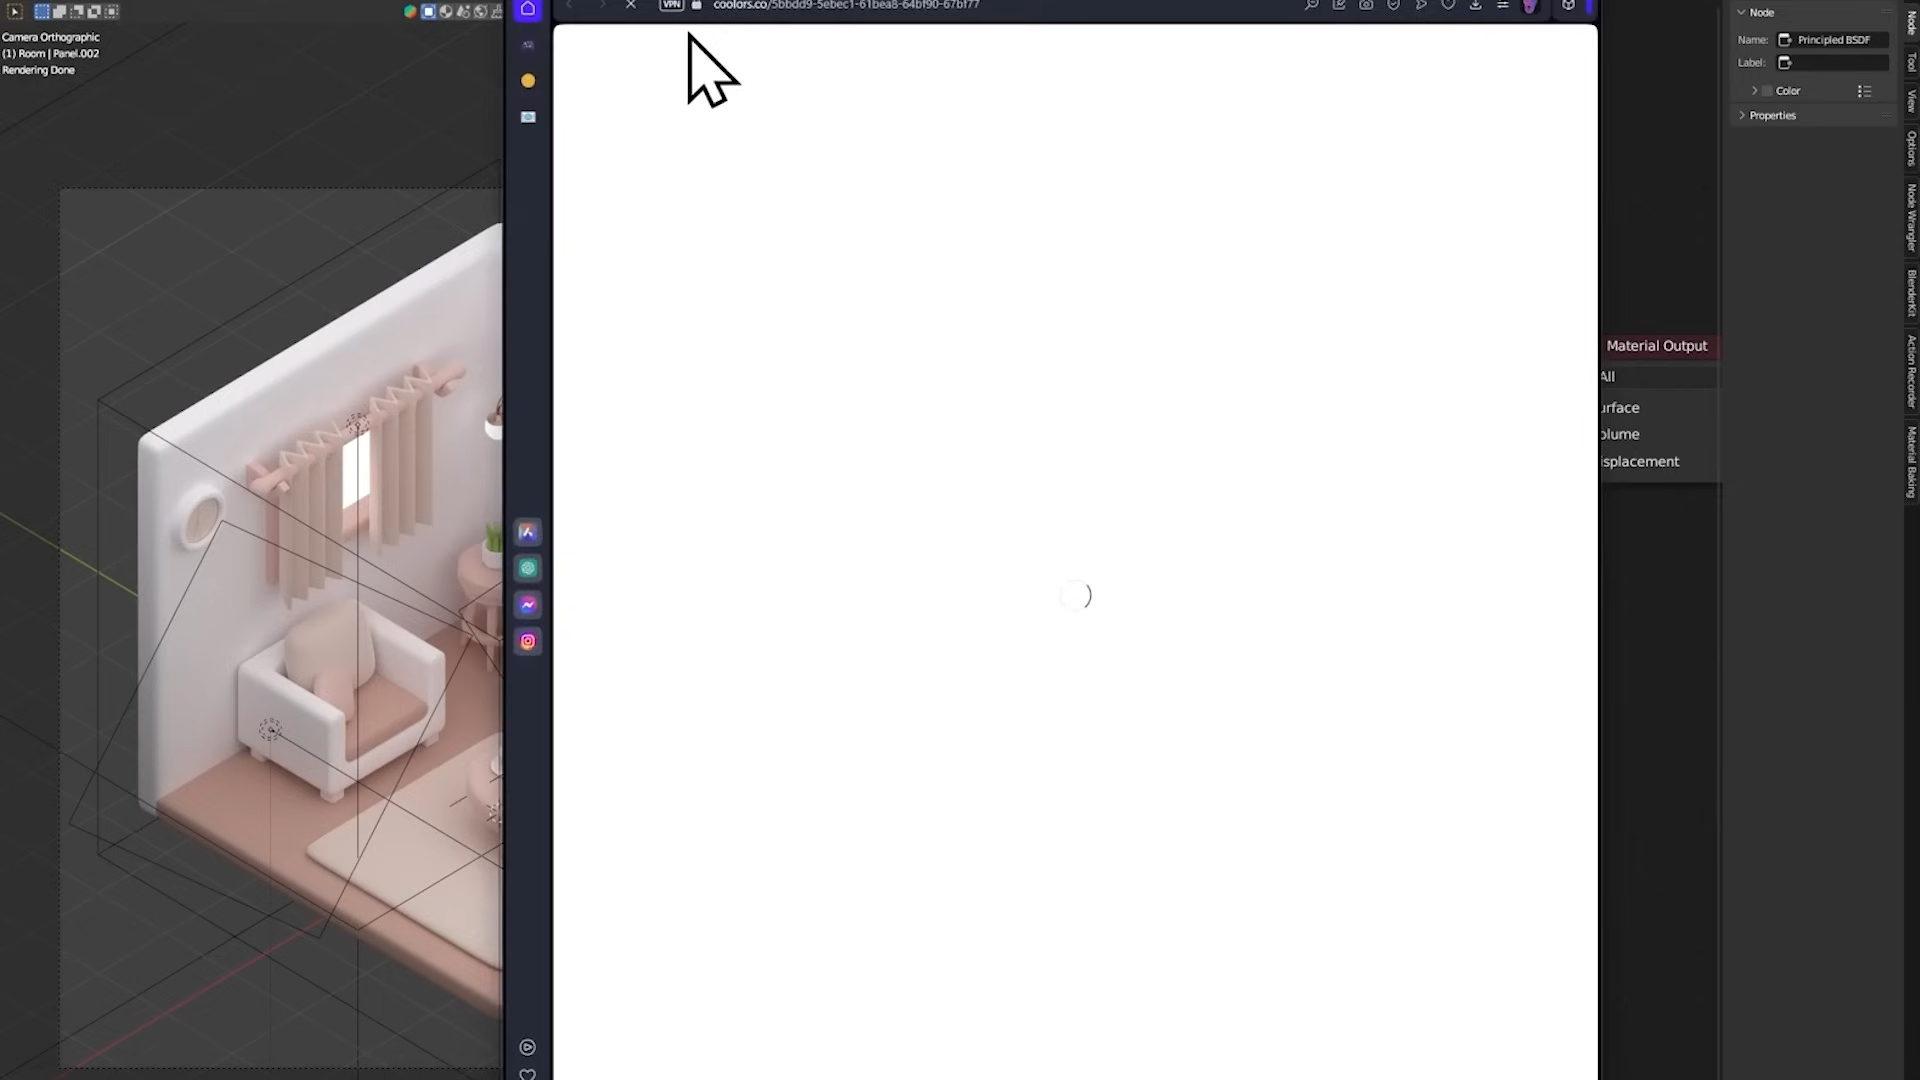 VPN
coolors.co/5bbdd9-5ebec1-61bea8-64bf90-67bf77
Camera Orthographic
(1) Room | Panel.002
Rendering Done
Node
Name:
Principled BSDF
Label:
Color
Properties
Node
Tool
View
Options
Node Wrangler
BlenderKit
Action Recorder
Material Baking
Material Output
All
urface
olume
isplacement